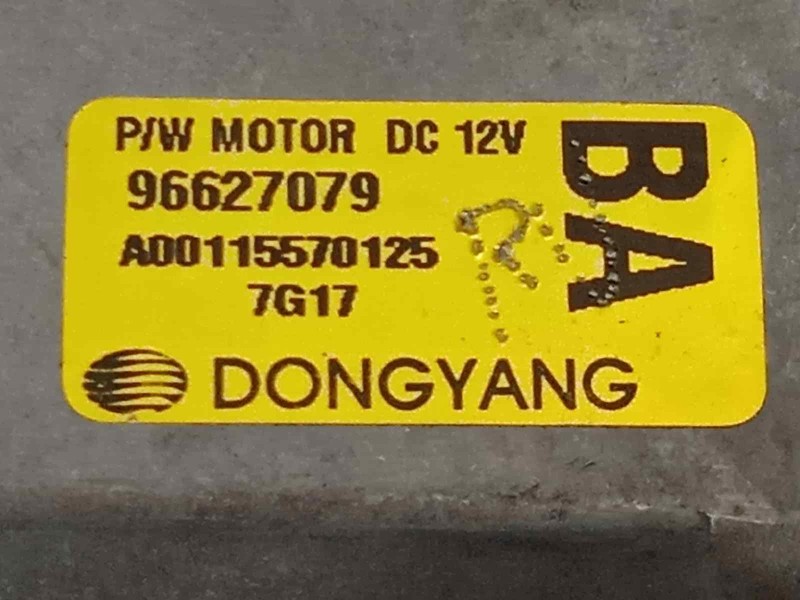 P/W MOTOR DC 12V
96627079
A00115570125
7G17
DONGYANG
BA